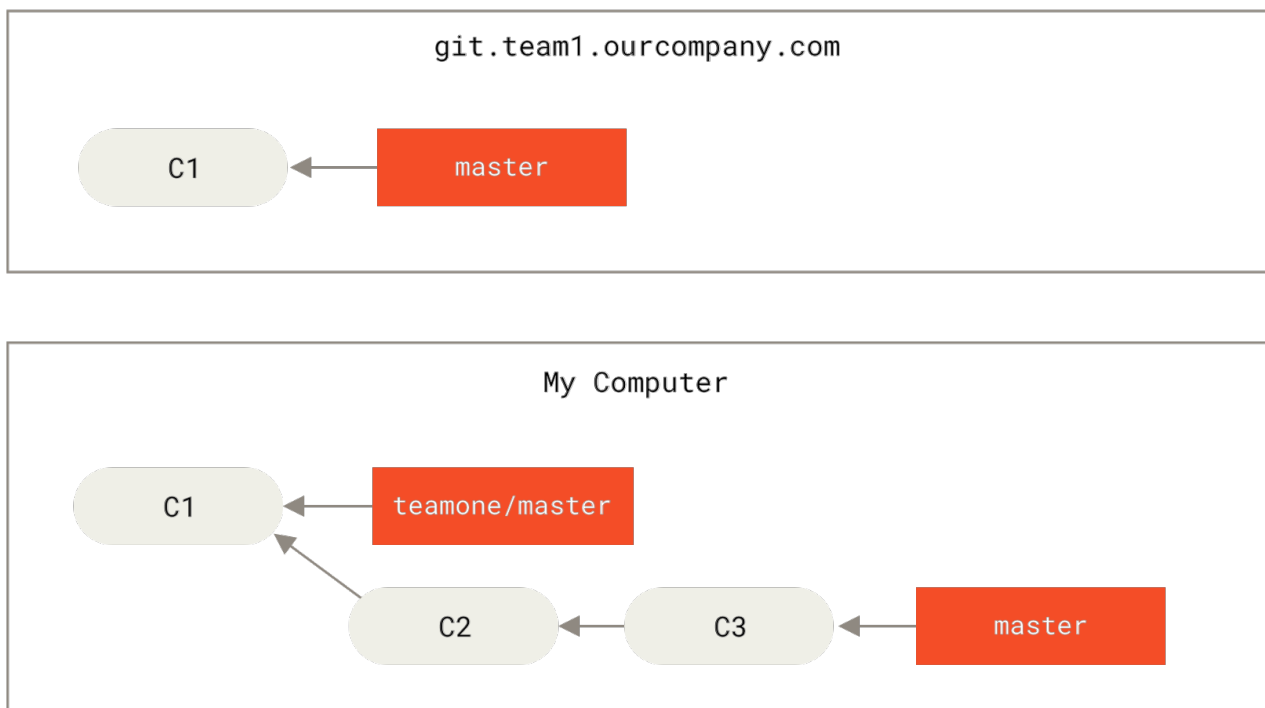 git.team1.ourcompany.com
C1
master
My Computer
C1
teamone/master
C2
C3
master